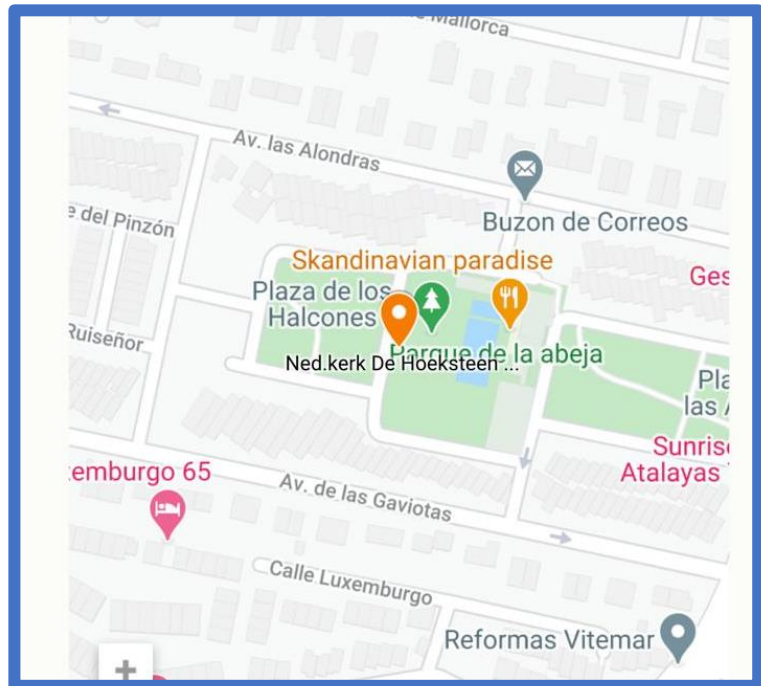 Mallorca
Av. las Alondras
e del Pinzón
Buzon de Correos
Skandinavian paradise
Ges
Plaza de los
Halcones
Ruiseñor
Parque de la abeja
Ned.kerk De Hoeksteen ...
Pla
las
Sunris
Atalayas
emburgo 65
Av. de las Gaviotas
Calle Luxemburgo
Reformas Vitemar
+